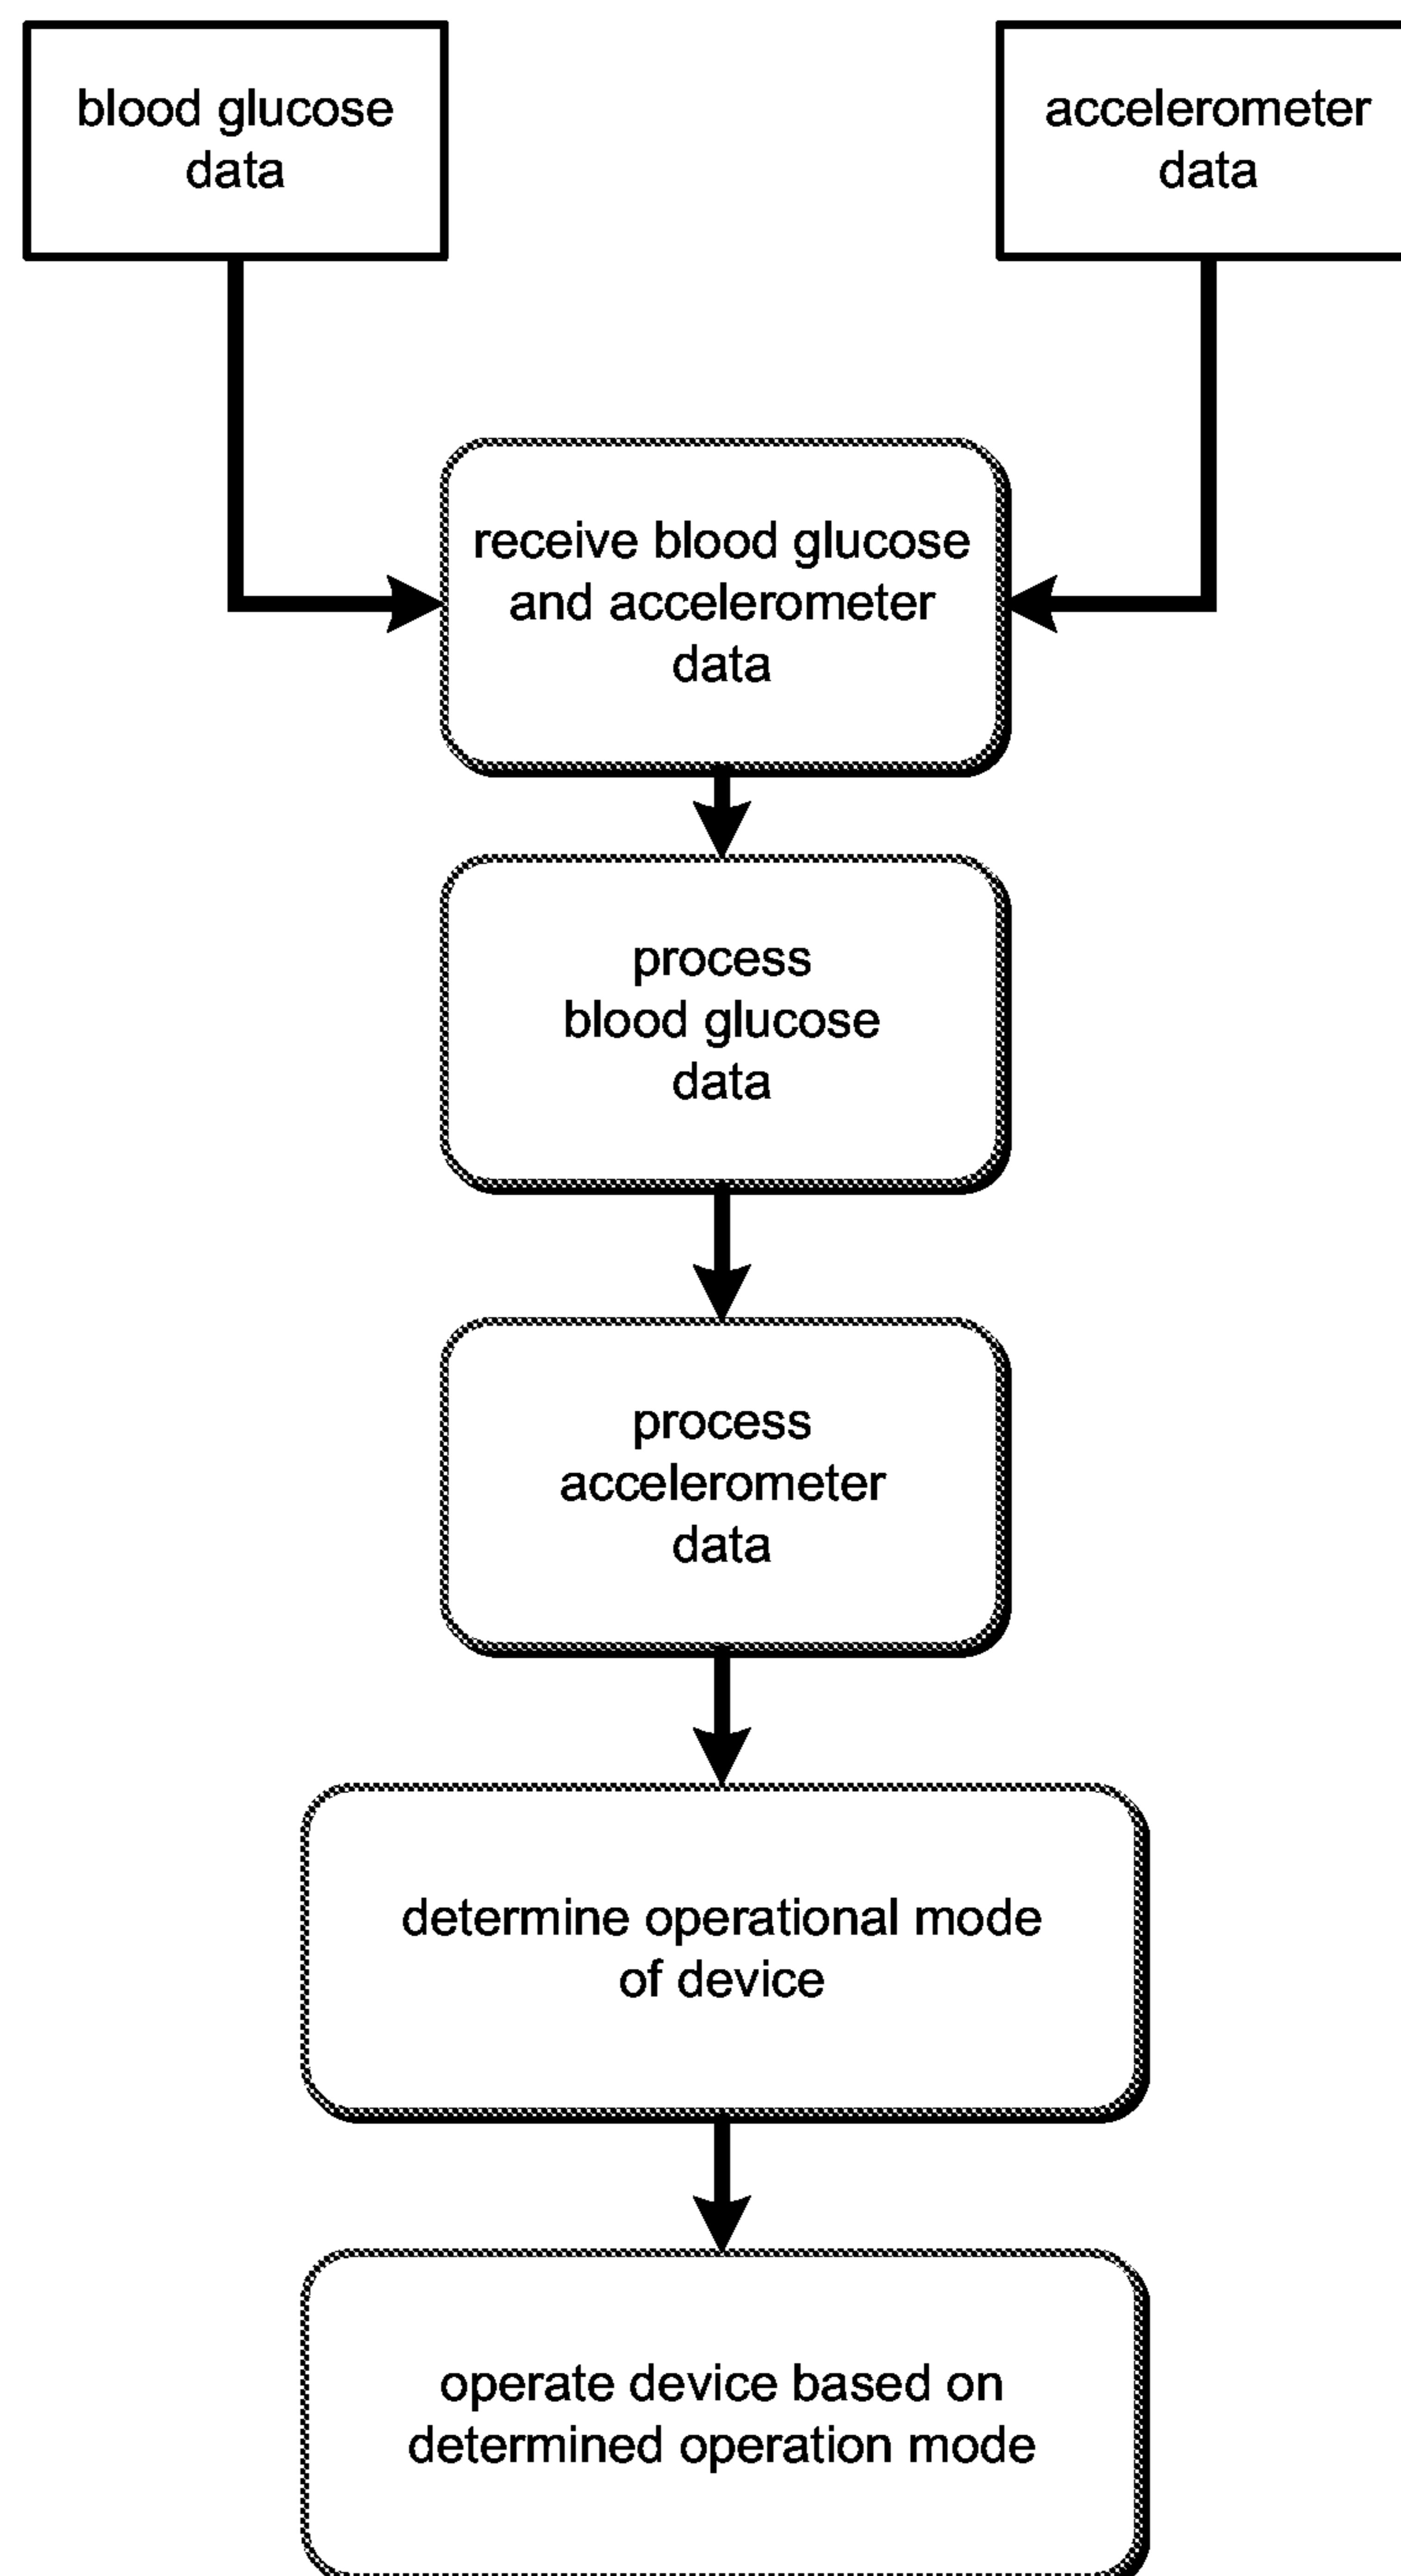 blood glucose
data
accelerometer
data
receive blood glucose
and accelerometer
data
process
blood glucose
data
process
accelerometer
data
determine operational mode
of device
operate device based on
determined operation mode